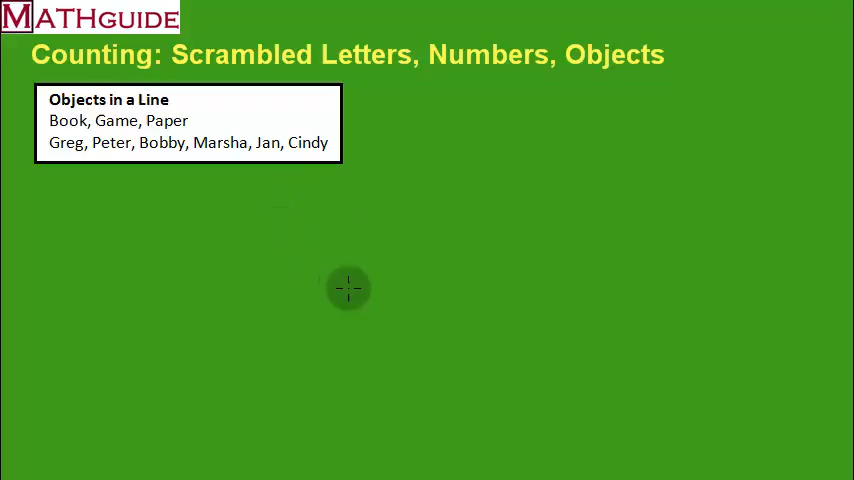 MATHGUIDE
Counting: Scrambled Letters, Numbers, Objects
Objects in a Line
Book, Game, Paper
Greg, Peter, Bobby, Marsha, Jan, Cindy